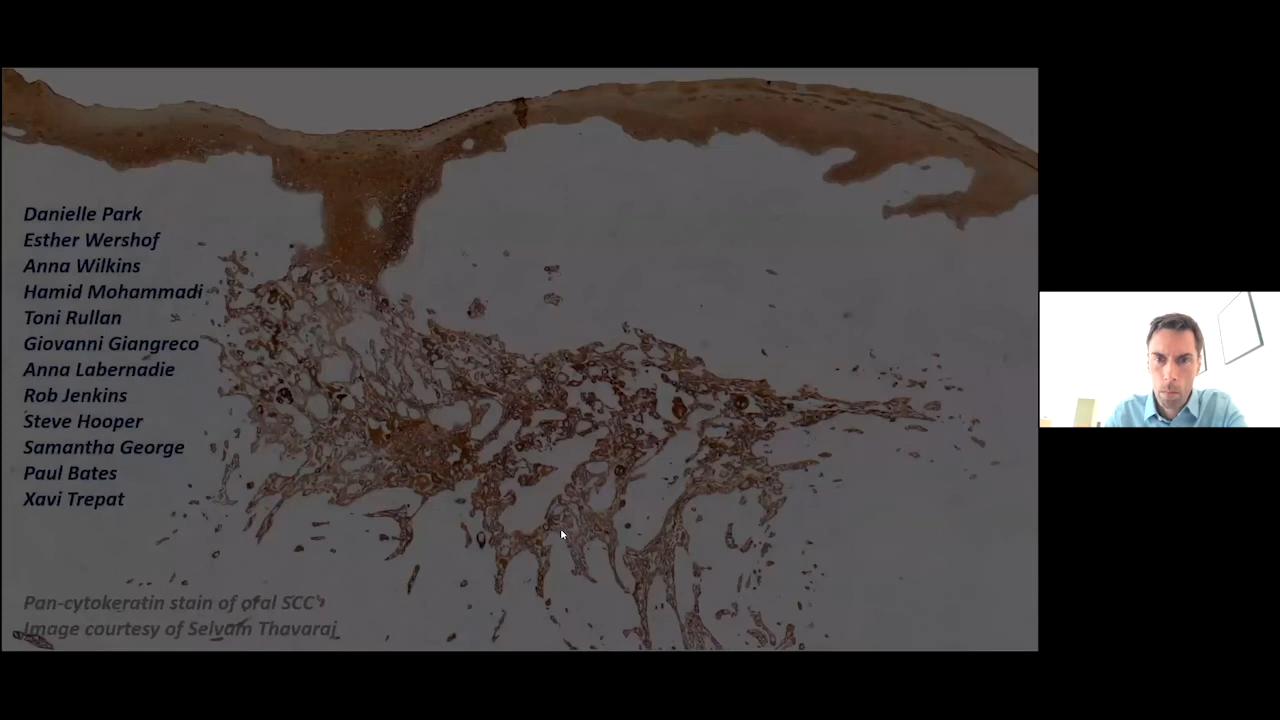 Danielle Park
Esther Wershof
Anna Wilkins
Hamid Mohammadi
Toni Rullan
Giovanni Giangreco
Anna Labernadie
Rob Jenkins
Steve Hooper
Samantha George
Paul Bates
Xavi Trepat
Pan-cytokeratin stain of oral SCC
Image courtesy of Selvam Thavaraj